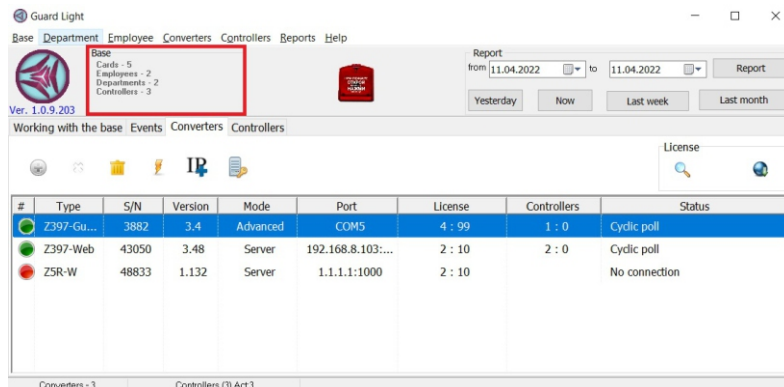 Guard Light
Base Department Employee Converters Controllers Reports Help
Base
Cards - 5
Employees - 2
Departments - 2
Controllers - 3
Ver. 1.0.9.203
Report
from 11.04.2022 to 11.04.2022 Report
Yesterday Now Last week Last month
Working with the base Events Converters Controllers
License
# Type S/N Version Mode Port License Controllers Status
Z397-Gu... 3882 3.4 Advanced COM5 4 : 99 1 : 0 Cyclic poll
Z397-Web 43050 3.48 Server 192.168.8.103:... 2 : 10 2 : 0 Cyclic poll
Z5R-W 48833 1.132 Server 1.1.1.1:1000 2 : 10 No connection
Converters - 3 Controllers (3) Act:3